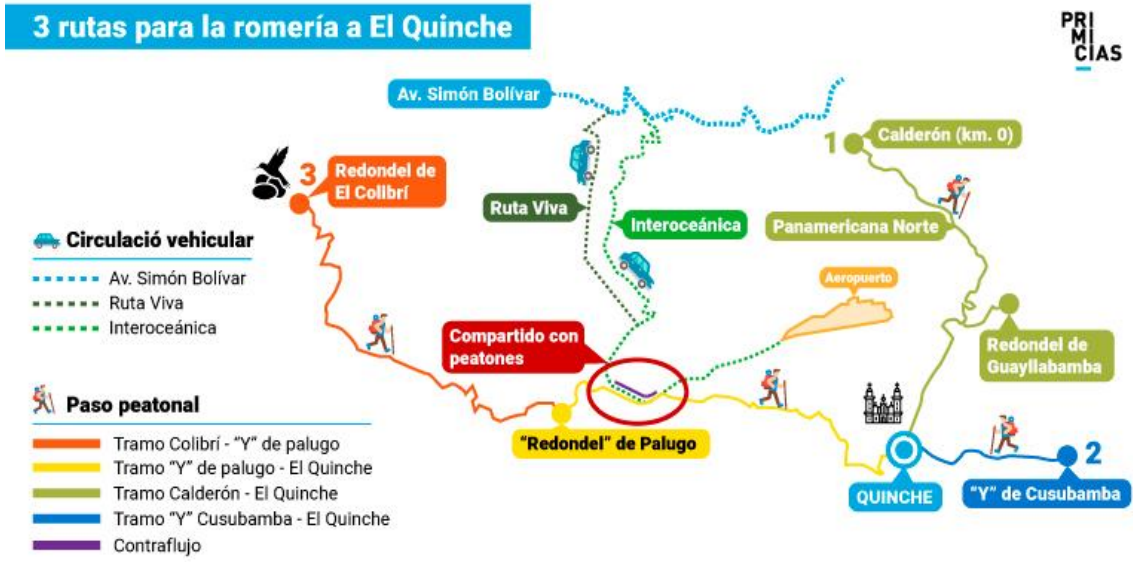 3 rutas para la romería a El Quinche
PRI
MI
CIAS
Av. Simón Bolívar
1
Calderón (km. 0)
3
Redondel de
El Colibrí
Ruta Viva
Interoceánica
Panamericana Norte
Circulació vehicular
Av. Simón Bolívar
Ruta Viva
Interoceánica
Aeropuerto
Compartido con
peatones
Redondel de
Guayllabamba
Paso peatonal
Tramo Colibrí - "Y" de palugo
Tramo "Y" de palugo - El Quinche
Tramo Calderón - El Quinche
Tramo "Y" Cusubamba - El Quinche
Contraflujo
"Redondel" de Palugo
QUINCHE
2
"Y" de Cusubamba